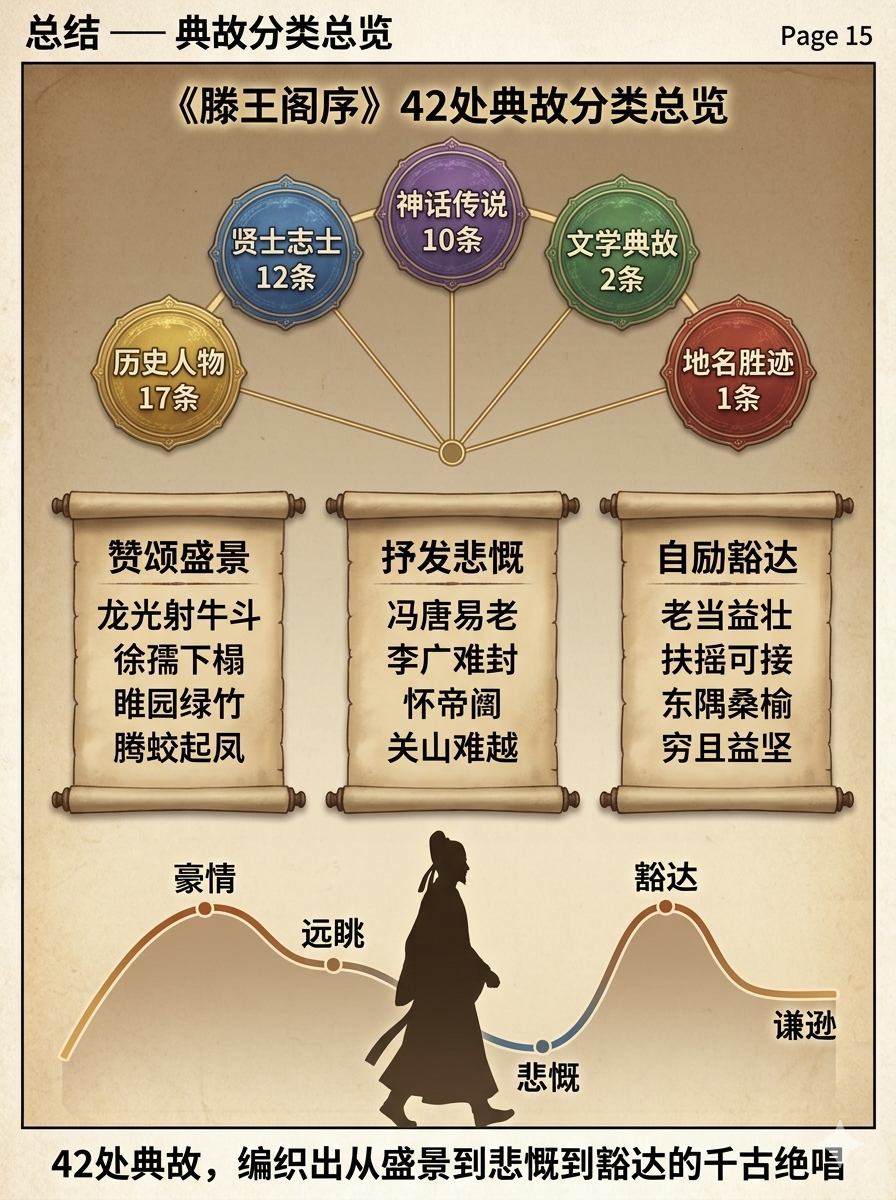 总结 —— 典故分类总览
Page 15
《滕王阁序》42处典故分类总览
神话传说
10条
贤士志士
12条
文学典故
2条
历史人物
17条
地名胜迹
1条
赞颂盛景
龙光射牛斗
徐孺下榻
睢园绿竹
腾蛟起凤
抒发悲慨
冯唐易老
李广难封
怀帝阍
关山难越
自励豁达
老当益壮
扶摇可接
东隅桑榆
穷且益坚
豪情
远眺
悲慨
豁达
谦逊
42处典故，编织出从盛景到悲慨到豁达的千古绝唱